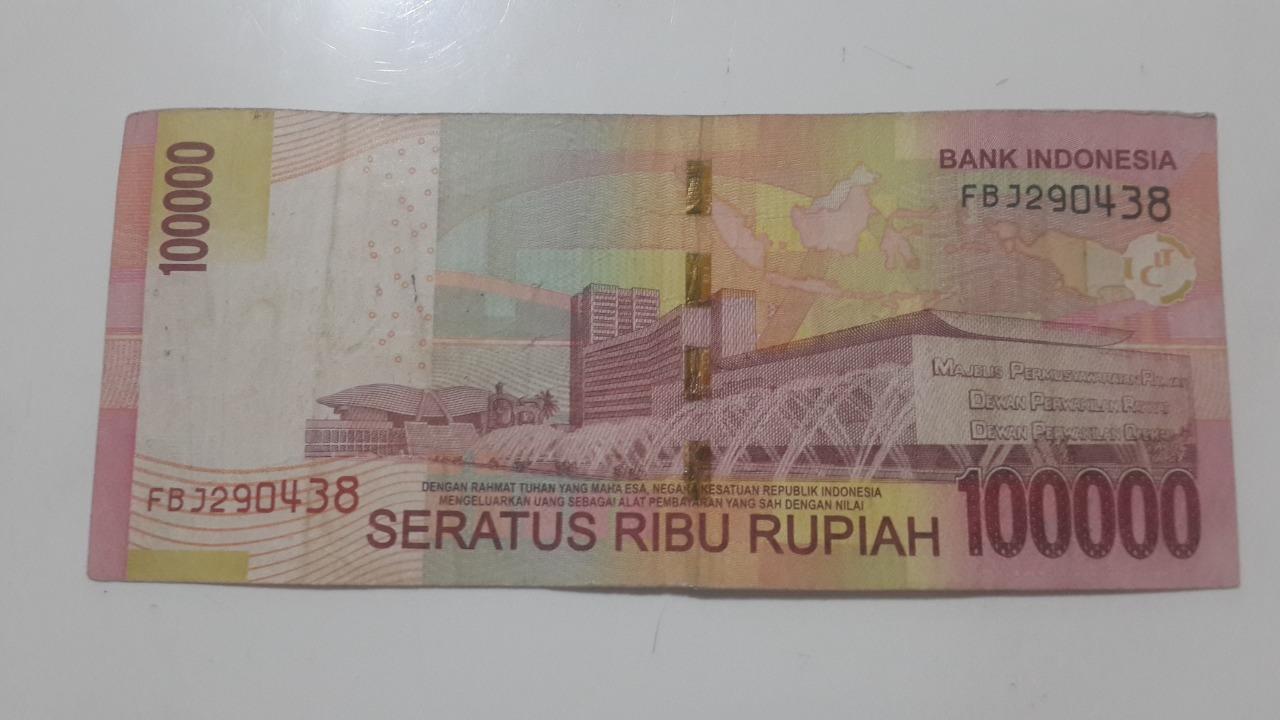 100000
BANK INDONESIA
FBJ290438
MAJELIS PERMUSYAWARATAN RAKYAT
DEWAN PERWAKILAN RAKYAT
DEWAN PERWAKILAN DAERAH
FBJ290438
DENGAN RAHMAT TUHAN YANG MAHA ESA, NEGARA KESATUAN REPUBLIK INDONESIA
MENGELUARKAN UANG SEBAGAI ALAT PEMBAYARAN YANG SAH DENGAN NILAI
SERATUS RIBU RUPIAH 100000